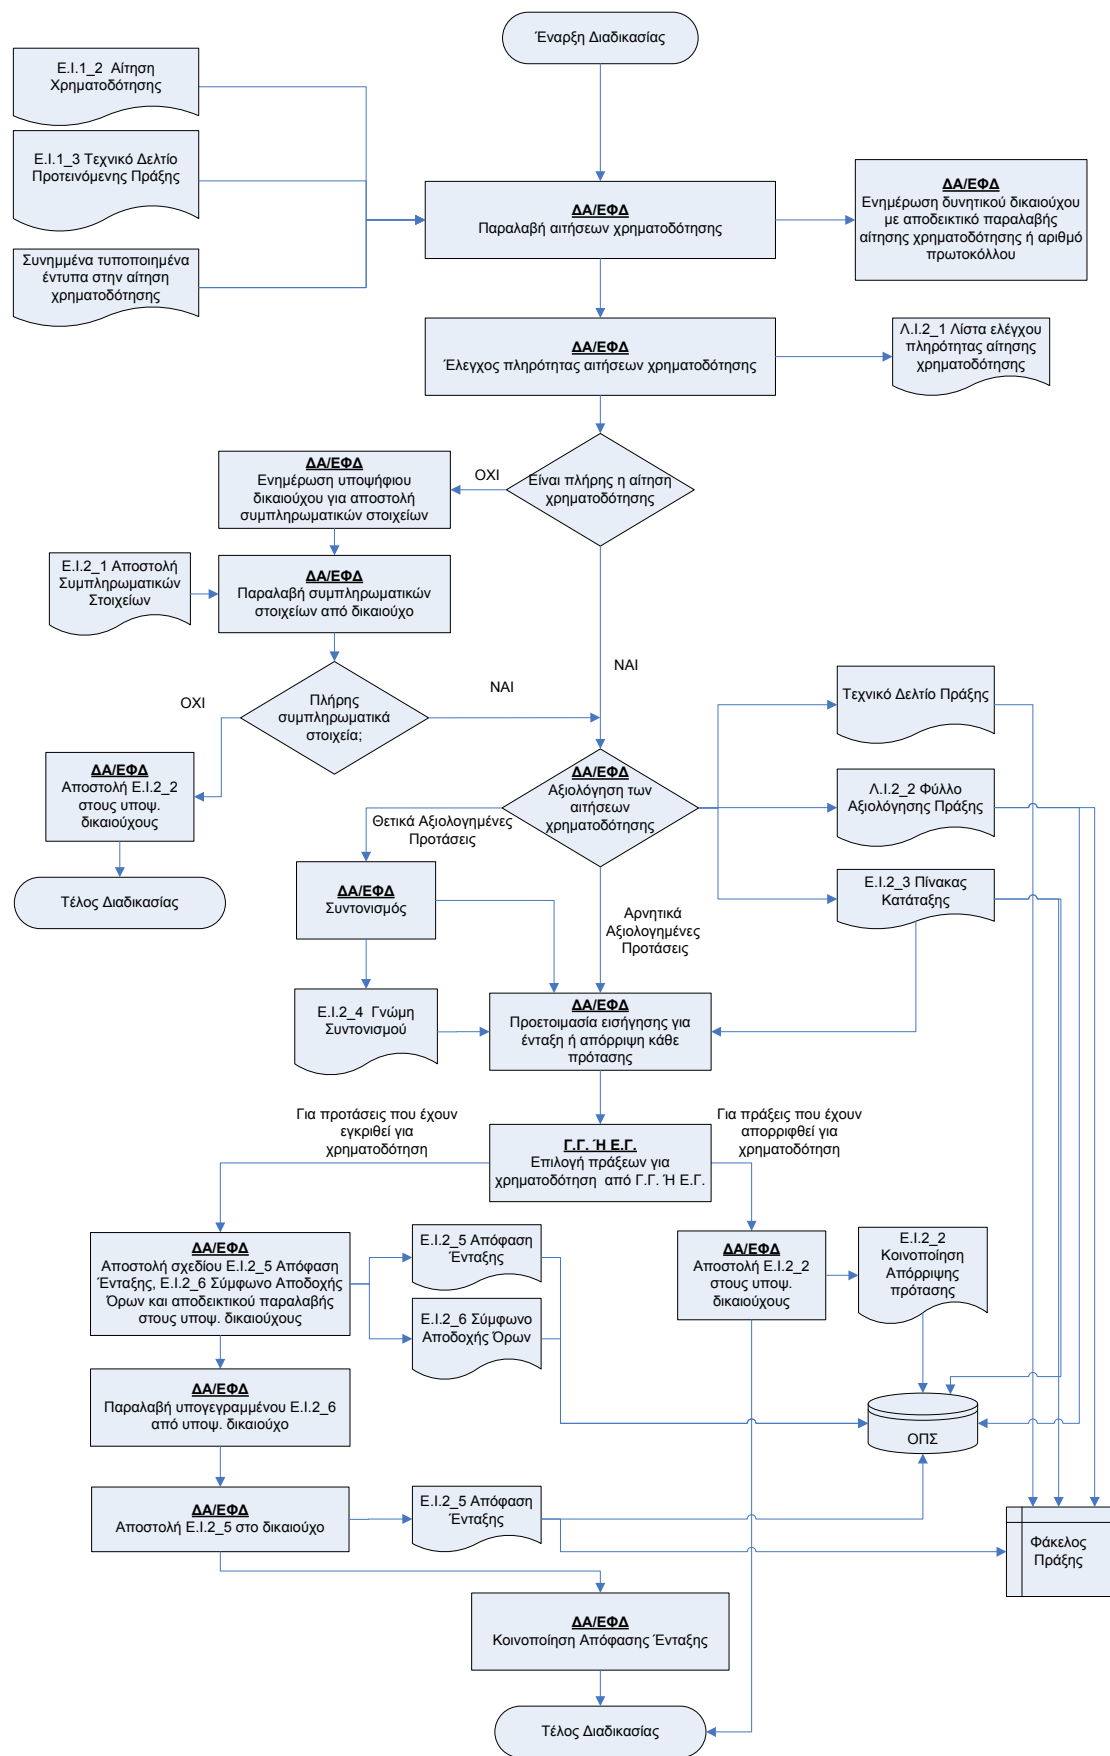 Έναρξη Διαδικασίας
Ε.Ι.1_2 Αίτηση
Χρηματοδότησης
Ε.Ι.1_3 Τεχνικό Δελτίο
Προτεινόμενης Πράξης
Συνημμένα τυποποιημένα
έντυπα στην αίτηση
χρηματοδότησης
ΔΑ/ΕΦΔ
Παραλαβή αιτήσεων χρηματοδότησης
ΔΑ/ΕΦΔ
Ενημέρωση δυνητικού δικαιούχου
με αποδεικτικό παραλαβής
αίτησης χρηματοδότησης ή αριθμό
πρωτοκόλλου
ΔΑ/ΕΦΔ
Έλεγχος πληρότητας αιτήσεων χρηματοδότησης
Λ.Ι.2_1 Λίστα ελέγχου
πληρότητας αίτησης
χρηματοδότησης
Είναι πλήρης η αίτηση
χρηματοδότησης
ΟΧΙ
ΔΑ/ΕΦΔ
Ενημέρωση υποψήφιου
δικαιούχου για αποστολή
συμπληρωματικών στοιχείων
Ε.Ι.2_1 Αποστολή
Συμπληρωματικών
Στοιχείων
ΔΑ/ΕΦΔ
Παραλαβή συμπληρωματικών
στοιχείων από δικαιούχο
ΝΑΙ
Πλήρης
συμπληρωματικά
στοιχεία;
ΟΧΙ
ΝΑΙ
ΔΑ/ΕΦΔ
Αποστολή Ε.Ι.2_2
στους υποψ.
δικαιούχους
Τέλος Διαδικασίας
ΔΑ/ΕΦΔ
Αξιολόγηση των
αιτήσεων
χρηματοδότησης
Τεχνικό Δελτίο Πράξης
Λ.Ι.2_2 Φύλλο
Αξιολόγησης Πράξης
Ε.Ι.2_3 Πίνακας
Κατάταξης
Θετικά Αξιολογημένες
Προτάσεις
ΔΑ/ΕΦΔ
Συντονισμός
Αρνητικά
Αξιολογημένες
Προτάσεις
Ε.Ι.2_4 Γνώμη
Συντονισμού
ΔΑ/ΕΦΔ
Προετοιμασία εισήγησης για
ένταξη ή απόρριψη κάθε
πρότασης
Για προτάσεις που έχουν
εγκριθεί για
χρηματοδότηση
Για πράξεις που έχουν
απορριφθεί για
χρηματοδότηση
Γ.Γ. Ή Ε.Γ.
Επιλογή πράξεων για
χρηματοδότηση από Γ.Γ. Ή Ε.Γ.
ΔΑ/ΕΦΔ
Αποστολή σχεδίου Ε.Ι.2_5 Απόφαση
Ένταξης, Ε.Ι.2_6 Σύμφωνο Αποδοχής
Όρων και αποδεικτικού παραλαβής
στους υποψ. δικαιούχους
Ε.Ι.2_5 Απόφαση
Ένταξης
Ε.Ι.2_6 Σύμφωνο
Αποδοχής Όρων
ΔΑ/ΕΦΔ
Αποστολή Ε.Ι.2_2
στους υποψ.
δικαιούχους
Ε.Ι.2_2
Κοινοποίηση
Απόρριψης
πρότασης
ΔΑ/ΕΦΔ
Παραλαβή υπογεγραμμένου Ε.Ι.2_6
από υποψ. δικαιούχο
ΟΠΣ
ΔΑ/ΕΦΔ
Αποστολή Ε.Ι.2_5 στο δικαιούχο
Ε.Ι.2_5 Απόφαση
Ένταξης
Φάκελος
Πράξης
ΔΑ/ΕΦΔ
Κοινοποίηση Απόφασης Ένταξης
Τέλος Διαδικασίας